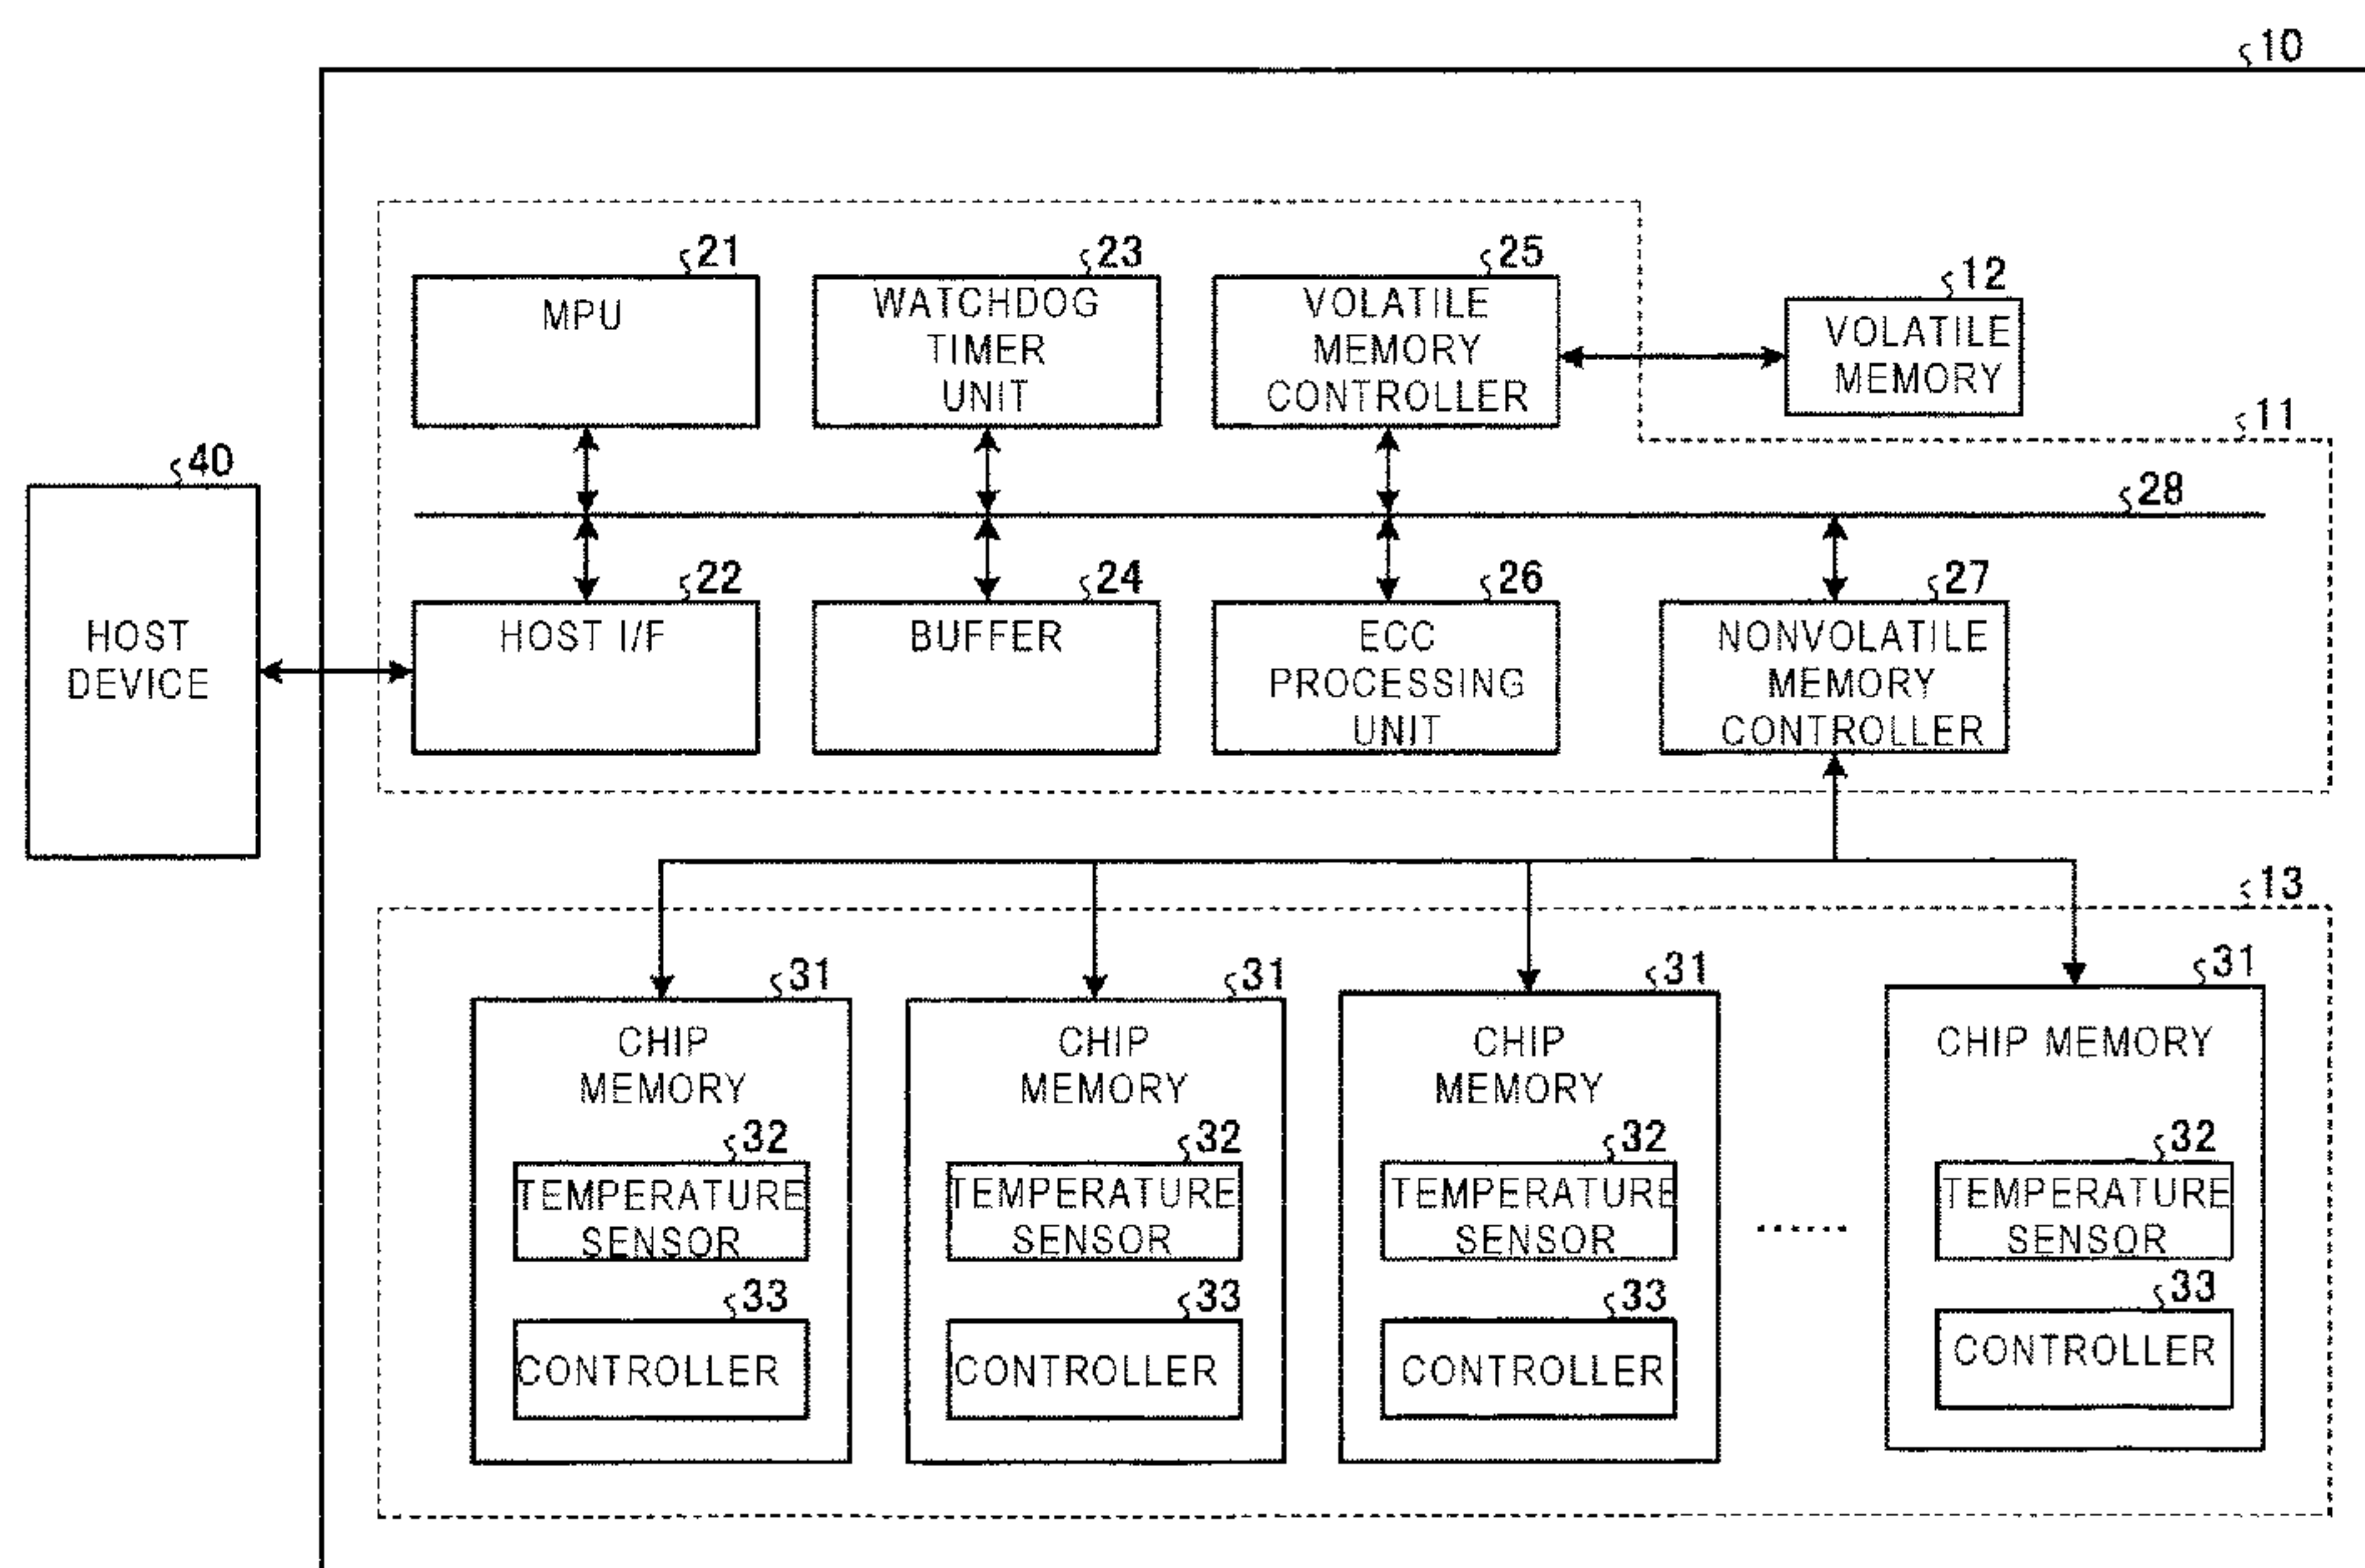 10
21
23
25
12
MPU
WATCHDOG
TIMER
UNIT
VOLATILE
MEMORY
CONTROLLER
VOLATILE
MEMORY
11
40
28
HOST
DEVICE
22
24
26
27
HOST I/F
BUFFER
ECC
PROCESSING
UNIT
NONVOLATILE
MEMORY
CONTROLLER
13
31
31
31
31
CHIP
MEMORY
CHIP
MEMORY
CHIP
MEMORY
CHIP MEMORY
32
32
32
32
TEMPERATURE
SENSOR
TEMPERATURE
SENSOR
TEMPERATURE
SENSOR
......
TEMPERATURE
SENSOR
33
33
33
33
CONTROLLER
CONTROLLER
CONTROLLER
CONTROLLER